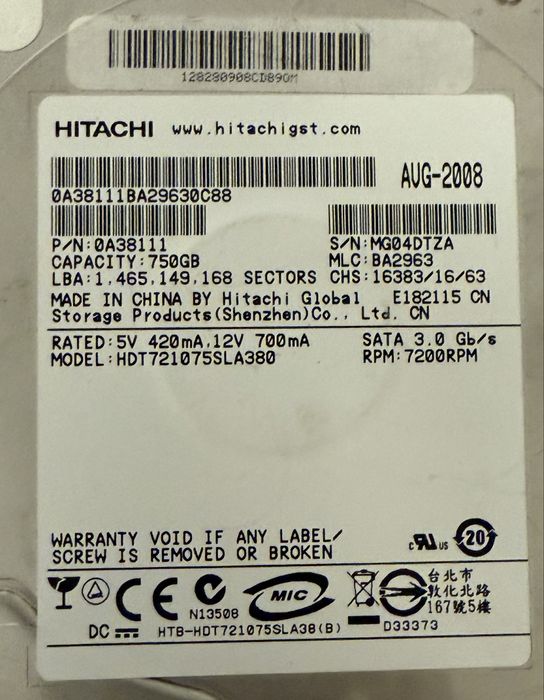 128280908CD890M
HITACHI www.hitachigst.com
AUG-2008
0A38111BA29630C88
P/N:0A38111 S/N:MG04DTZA
CAPACITY:750GB MLC:BA2963
LBA:1,465,149,168 SECTORS CHS:16383/16/63
MADE IN CHINA BY Hitachi Global E182115 CN
Storage Products(Shenzhen)Co., Ltd. CN
RATED:5V 420mA,12V 700mA SATA 3.0 Gb/s
MODEL:HDT721075SLA380 RPM:7200RPM
WARRANTY VOID IF ANY LABEL/
SCREW IS REMOVED OR BROKEN
c RU US 20
CE N13508 MIC D33373
台北市
敦化北路
167號5樓
DC HTB-HDT721075SLA38(B)